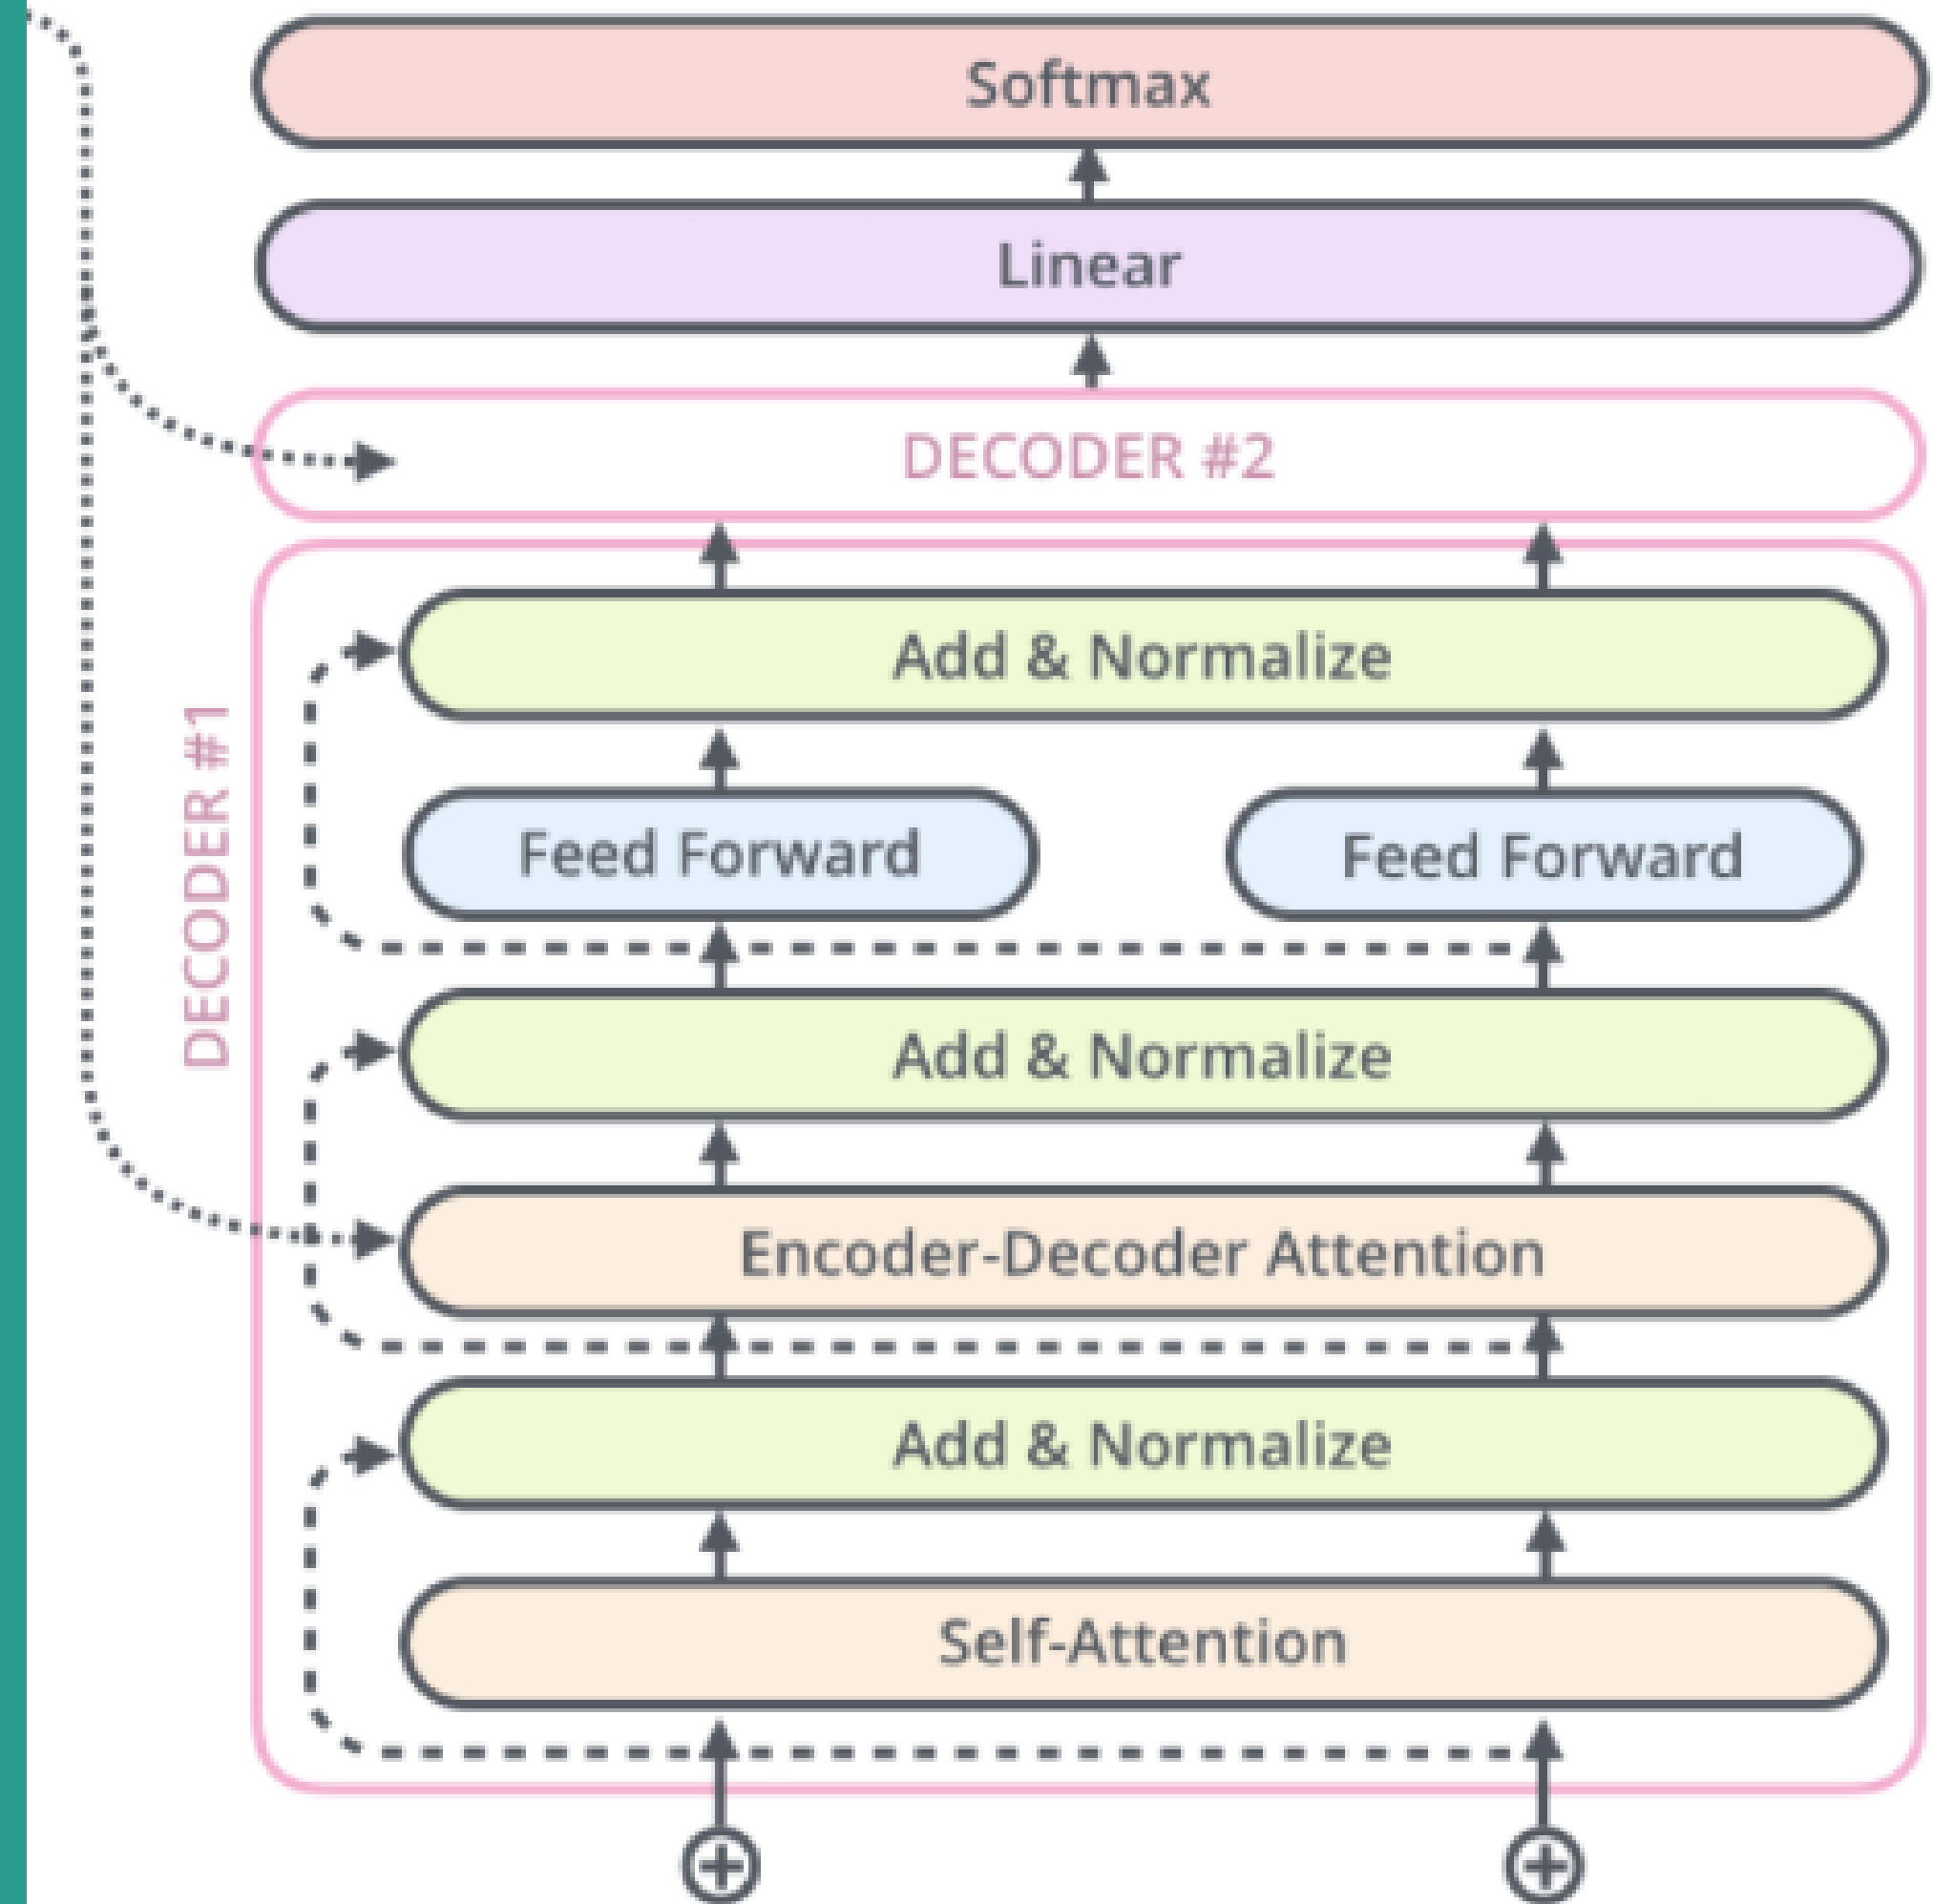 Softmax
Linear
DECODER #2
DECODER #1
Add & Normalize
Feed Forward
Feed Forward
Add & Normalize
Encoder-Decoder Attention
Add & Normalize
Self-Attention